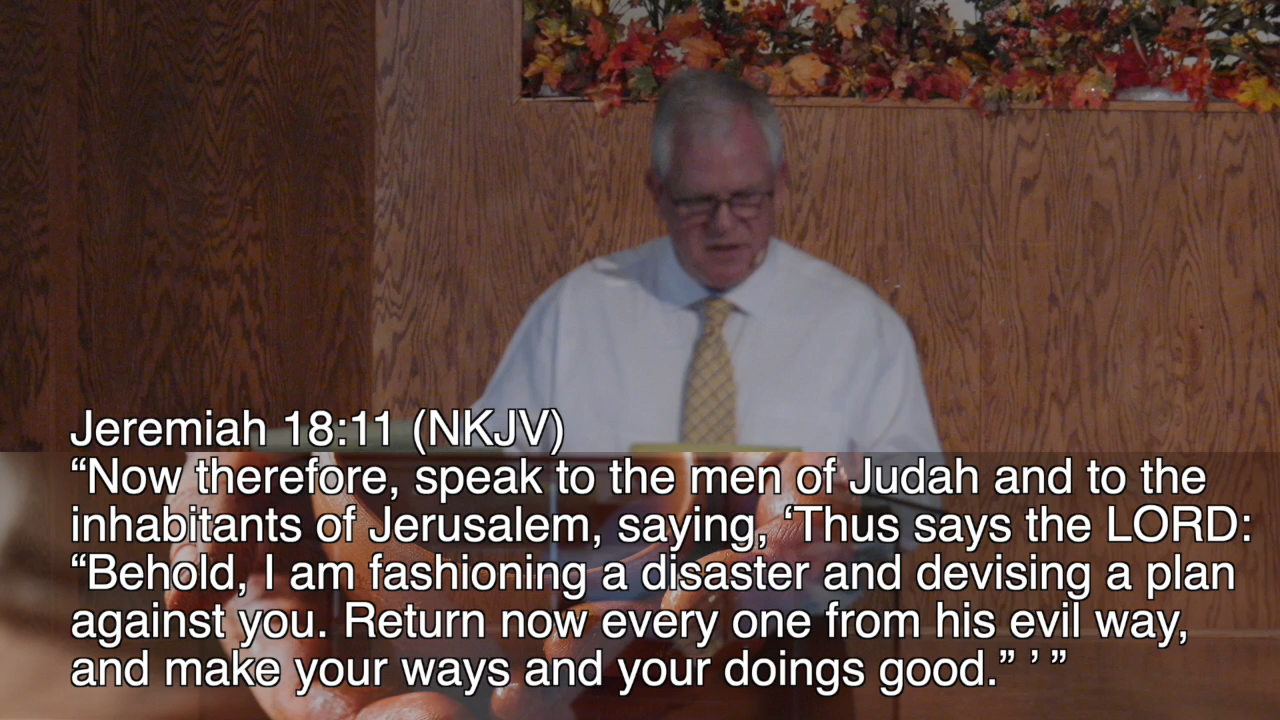 Jeremiah 18:11 (NKJV)
“Now therefore, speak to the men of Judah and to the
inhabitants of Jerusalem, saying, ‘Thus says the LORD:
“Behold, I am fashioning a disaster and devising a plan
against you. Return now every one from his evil way,
and make your ways and your doings good.” ’ ”